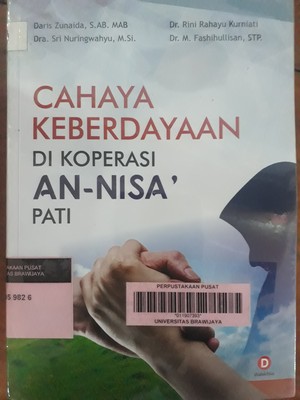 Daris Zunaida, S.AB. MAB
Dra. Sri Nuringwahyu, M.Si.
Dr. Rini Rahayu Kurniati
Dr. M. Fashihullisan, STP.
CAHAYA
KEBERDAYAAN
DI KOPERASI
AN-NISA'
PATI
PERPUSTAKAAN PUSAT
UNIVERSITAS BRAWIJAYA